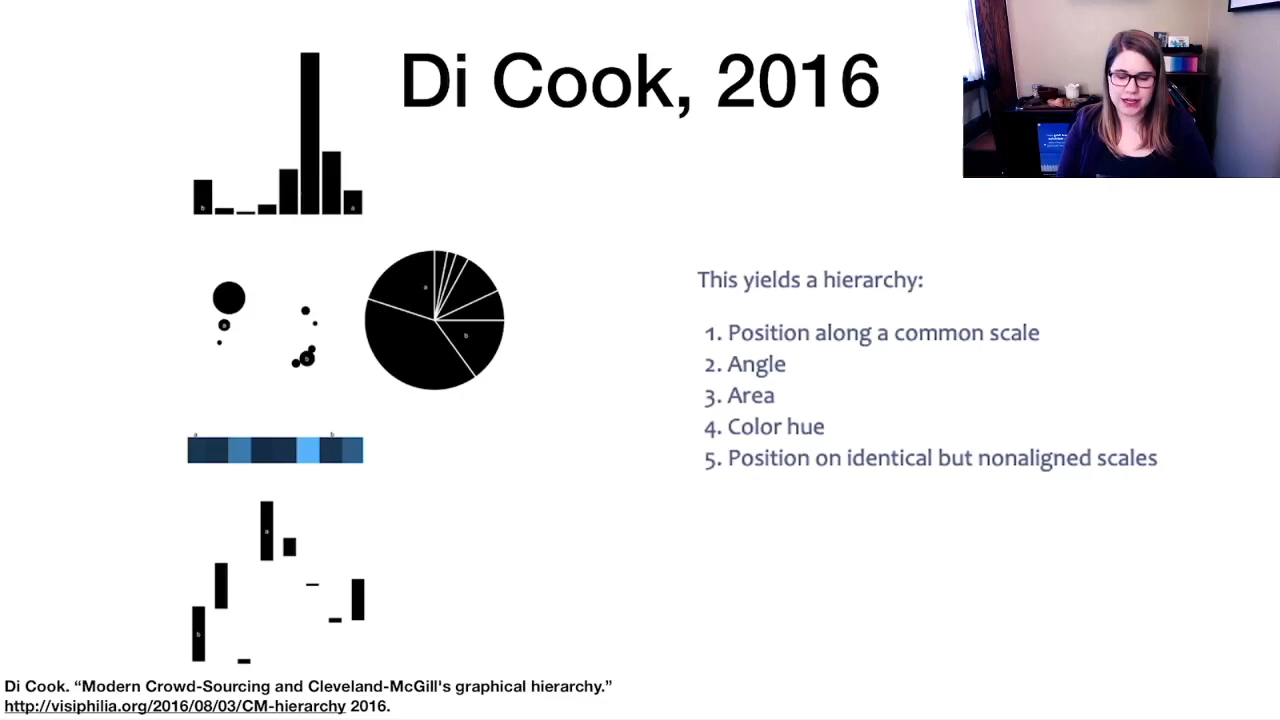 Di Cook, 2016
b
a
a
b
a
b
a
b
a
b
This yields a hierarchy:
1. Position along a common scale
2. Angle
3. Area
4. Color hue
5. Position on identical but nonaligned scales
Di Cook. “Modern Crowd-Sourcing and Cleveland-McGill's graphical hierarchy.”
http://visiphilia.org/2016/08/03/CM-hierarchy 2016.